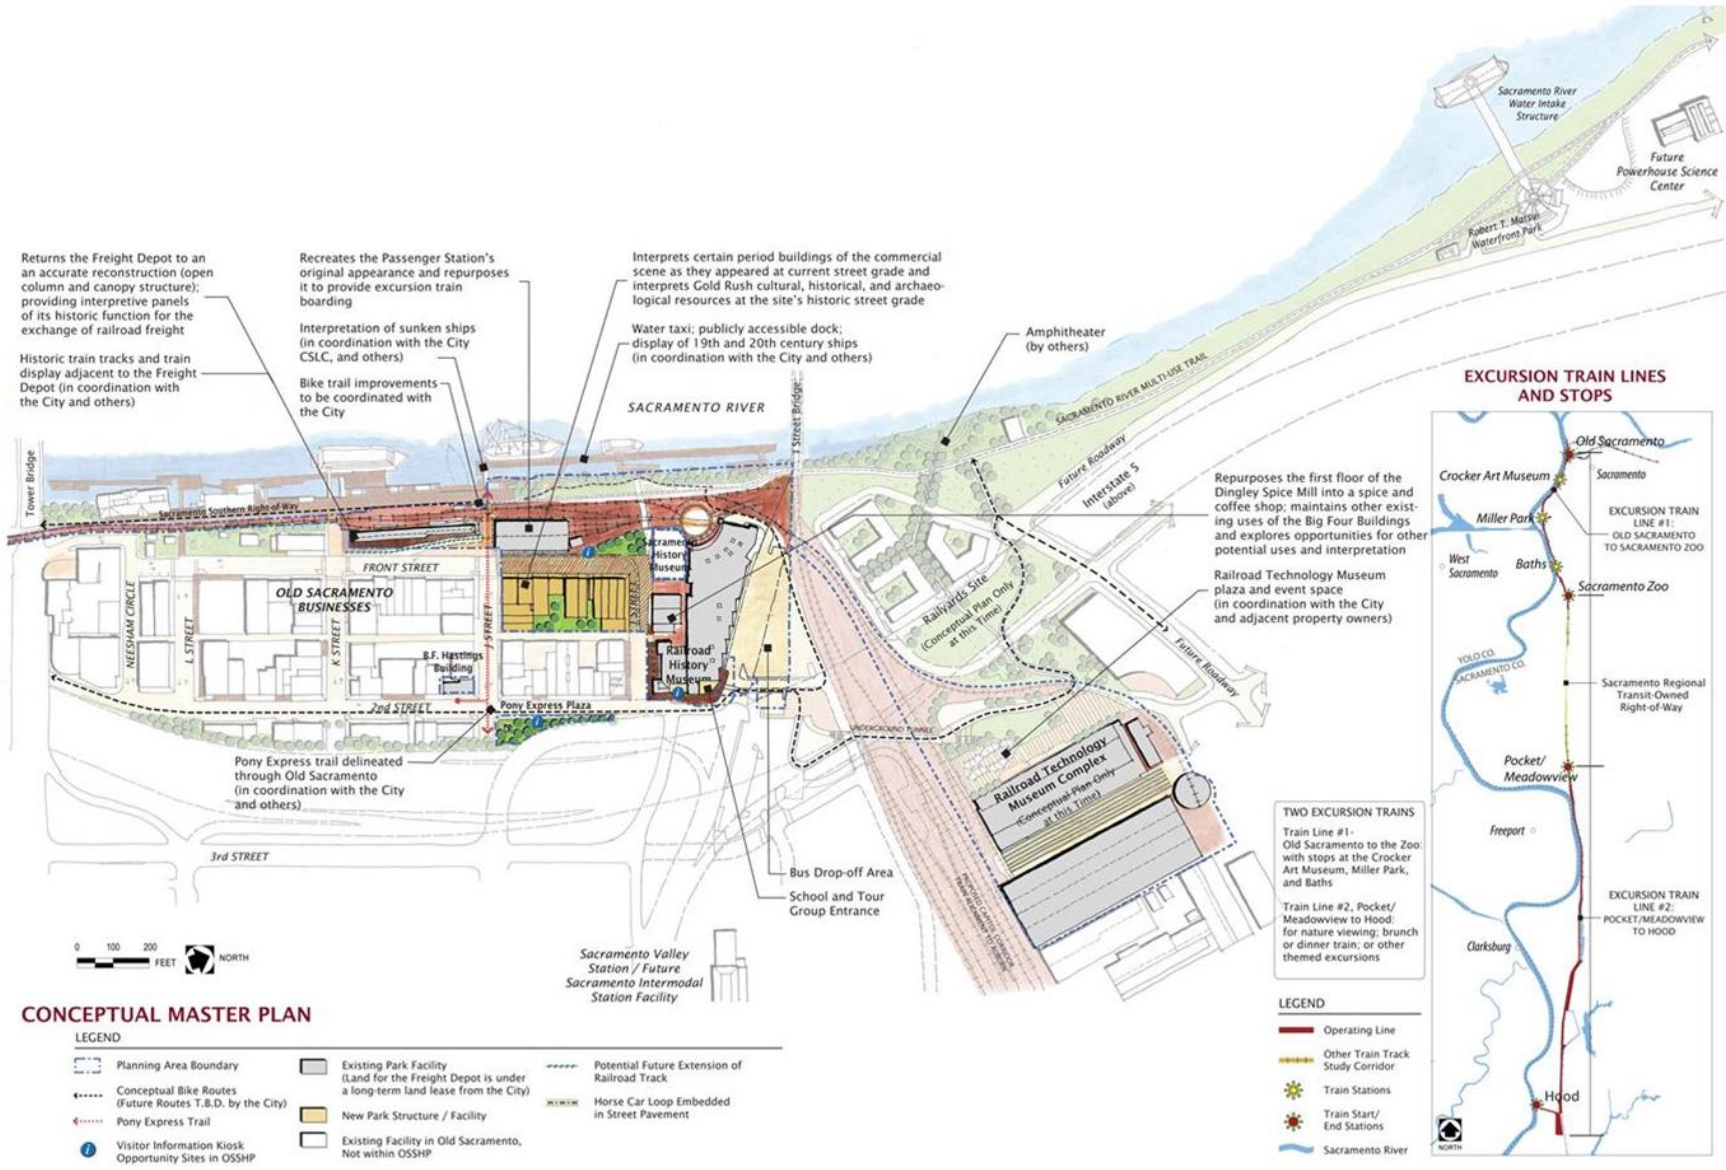 Sacramento River
Water Intake
Structure
Future
Powerhouse Science
Center
Robert T. Matsui
Waterfront Park
Returns the Freight Depot to an
an accurate reconstruction (open
column and canopy structure);
providing interpretive panels
of its historic function for the
exchange of railroad freight
Historic train tracks and train
display adjacent to the Freight
Depot (in coordination with
the City and others)
Recreates the Passenger Station's
original appearance and repurposes
it to provide excursion train
boarding
Interpretation of sunken ships
(in coordination with the City
CSLC, and others)
Bike trail improvements
to be coordinated with
the City
Interprets certain period buildings of the commercial
scene as they appeared at current street grade and
interprets Gold Rush cultural, historical, and archaeo-
logical resources at the site's historic street grade
Water taxi; publicly accessible dock;
display of 19th and 20th century ships
(in coordination with the City and others)
Amphitheater
(by others)
SACRAMENTO RIVER
I Street Bridge
SACRAMENTO RIVER MULTI-USE TRAIL
Future Roadway
Interstate 5
(above)
Tower Bridge
Sacramento Southern Right-of-Way
FRONT STREET
OLD SACRAMENTO
BUSINESSES
NEESHAM CIRCLE
L STREET
K STREET
J STREET
I STREET
B.F. Hastings
Building
2nd STREET
Pony Express Plaza
Sacramento
History
Museum
Railroad
History
Museum
Railyards Site
(Conceptual Plan Only
at this Time)
Future Roadway
UNDERGROUND TUNNEL
Railroad Technology
Museum Complex
(Conceptual Plan Only
at this Time)
PROPOSED CAPITOL CORRIDOR
TRAIN ALIGNMENT TO AUBURN
Repurposes the first floor of the
Dingley Spice Mill into a spice and
coffee shop; maintains other exist-
ing uses of the Big Four Buildings
and explores opportunities for other
potential uses and interpretation
Railroad Technology Museum
plaza and event space
(in coordination with the City
and adjacent property owners)
Pony Express trail delineated
through Old Sacramento
(in coordination with the City
and others)
3rd STREET
Bus Drop-off Area
School and Tour
Group Entrance
Sacramento Valley
Station / Future
Sacramento Intermodal
Station Facility
0 100 200
FEET
NORTH
CONCEPTUAL MASTER PLAN
LEGEND
Planning Area Boundary
Conceptual Bike Routes
(Future Routes T.B.D. by the City)
Pony Express Trail
i
Visitor Information Kiosk
Opportunity Sites in OSSHP
Existing Park Facility
(Land for the Freight Depot is under
a long-term land lease from the City)
New Park Structure / Facility
Existing Facility in Old Sacramento,
Not within OSSHP
Potential Future Extension of
Railroad Track
Horse Car Loop Embedded
in Street Pavement
TWO EXCURSION TRAINS
Train Line #1-
Old Sacramento to the Zoo:
with stops at the Crocker
Art Museum, Miller Park,
and Baths
Train Line #2, Pocket/
Meadowview to Hood:
for nature viewing; brunch
or dinner train; or other
themed excursions
LEGEND
Operating Line
Other Train Track
Study Corridor
Train Stations
Train Start/
End Stations
Sacramento River
EXCURSION TRAIN LINES
AND STOPS
Old Sacramento
Sacramento
Crocker Art Museum
Miller Park
EXCURSION TRAIN
LINE #1:
OLD SACRAMENTO
TO SACRAMENTO ZOO
West
Sacramento
Baths
Sacramento Zoo
YOLO CO.
SACRAMENTO CO.
Sacramento Regional
Transit-Owned
Right-of-Way
Pocket/
Meadowview
Freeport
EXCURSION TRAIN
LINE #2:
POCKET/MEADOWVIEW
TO HOOD
Clarksburg
Hood
NORTH